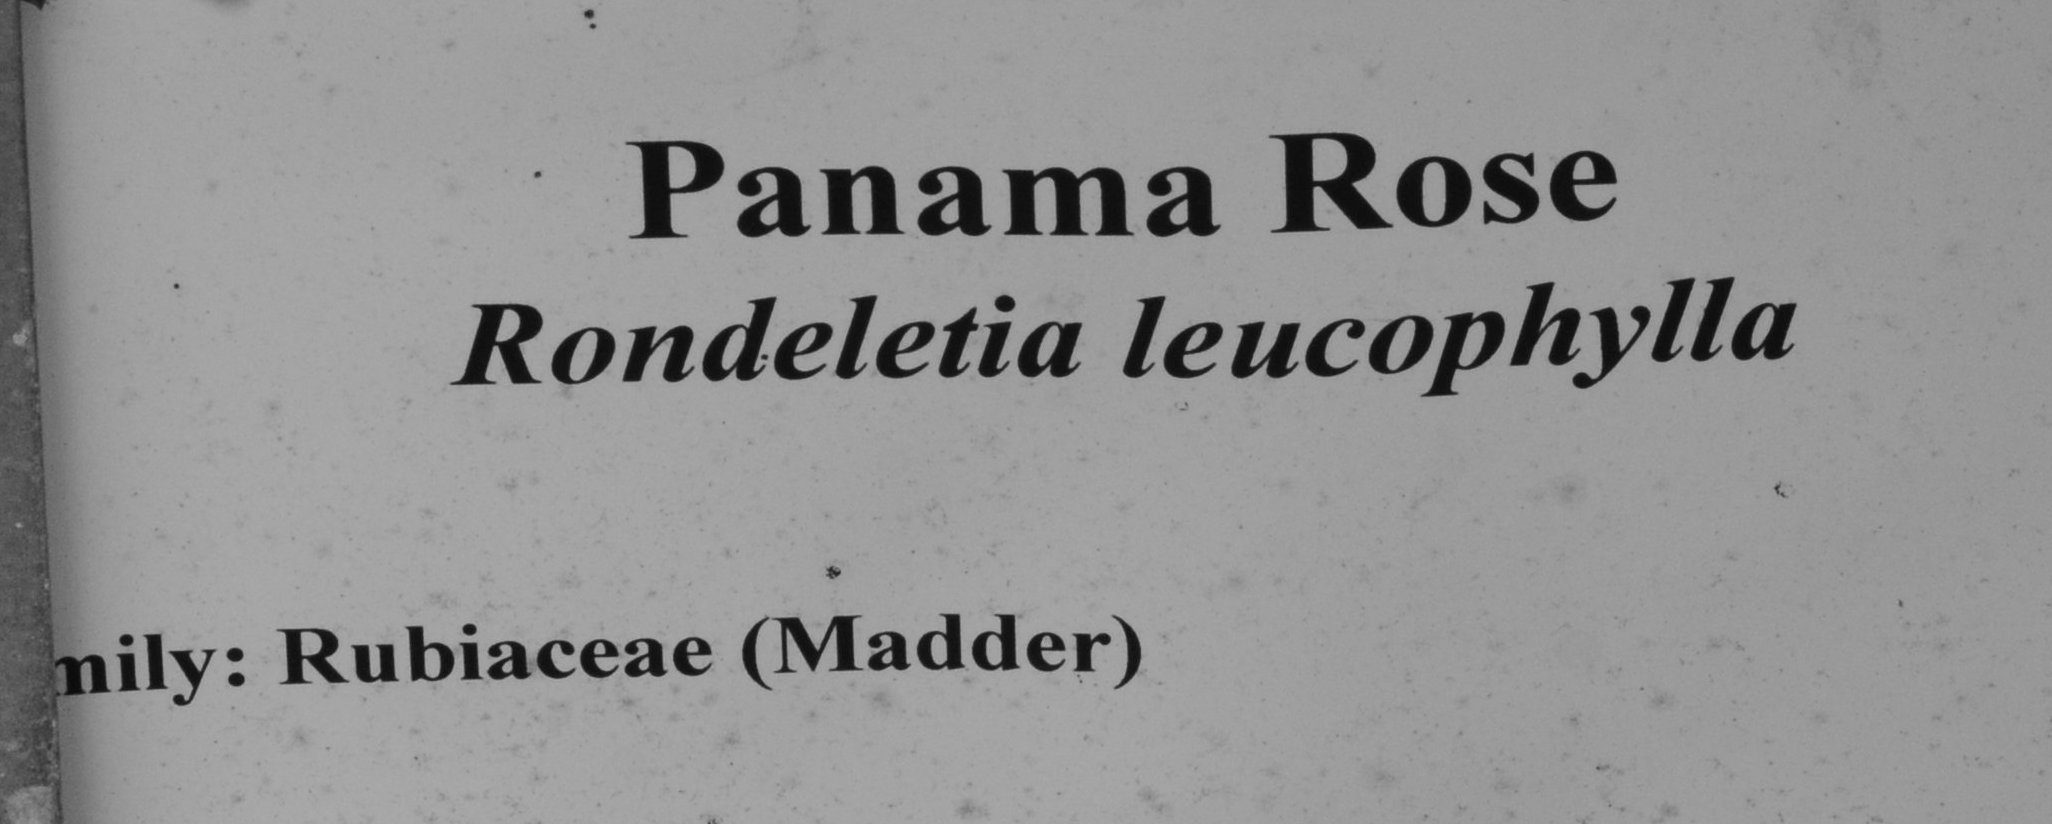 Panama Rose
Rondeletia leucophylla
mily: Rubiaceae (Madder)